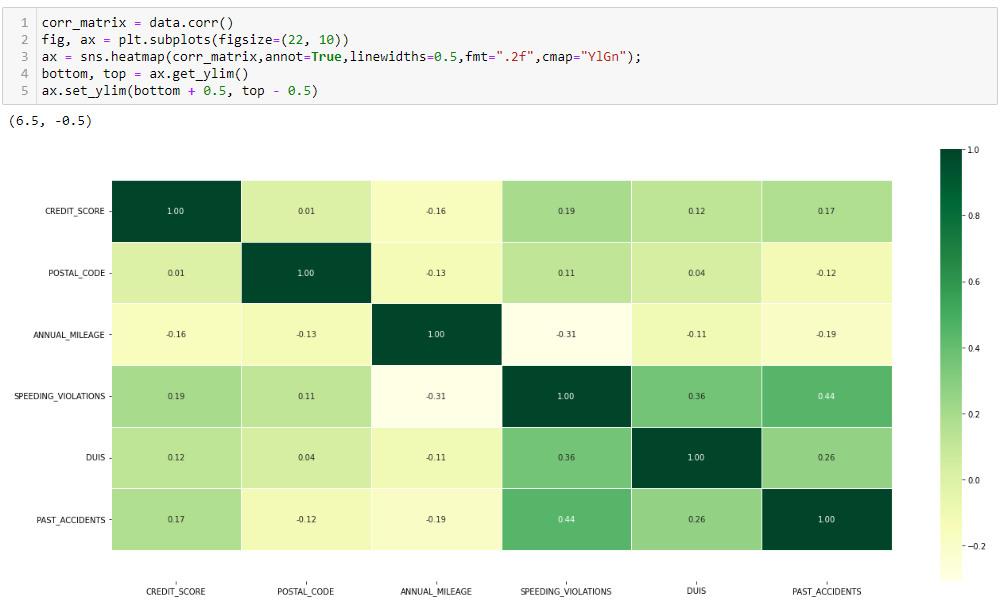 1 corr_matrix = data.corr()
2 fig, ax = plt.subplots(figsize=(22, 10))
3 ax = sns.heatmap(corr_matrix,annot=True,linewidths=0.5,fmt=".2f",cmap="YlGn");
4 bottom, top = ax.get_ylim()
5 ax.set_ylim(bottom + 0.5, top - 0.5)
(6.5, -0.5)
CREDIT_SCORE 1.00 0.01 -0.16 0.19 0.12 0.17
POSTAL_CODE 0.01 1.00 -0.13 0.11 0.04 -0.12
ANNUAL_MILEAGE -0.16 -0.13 1.00 -0.31 -0.11 -0.19
SPEEDING_VIOLATIONS 0.19 0.11 -0.31 1.00 0.36 0.44
DUIS 0.12 0.04 -0.11 0.36 1.00 0.26
PAST_ACCIDENTS 0.17 -0.12 -0.19 0.44 0.26 1.00
CREDIT_SCORE POSTAL_CODE ANNUAL_MILEAGE SPEEDING_VIOLATIONS DUIS PAST_ACCIDENTS
1.0
0.8
0.6
0.4
0.2
0.0
-0.2